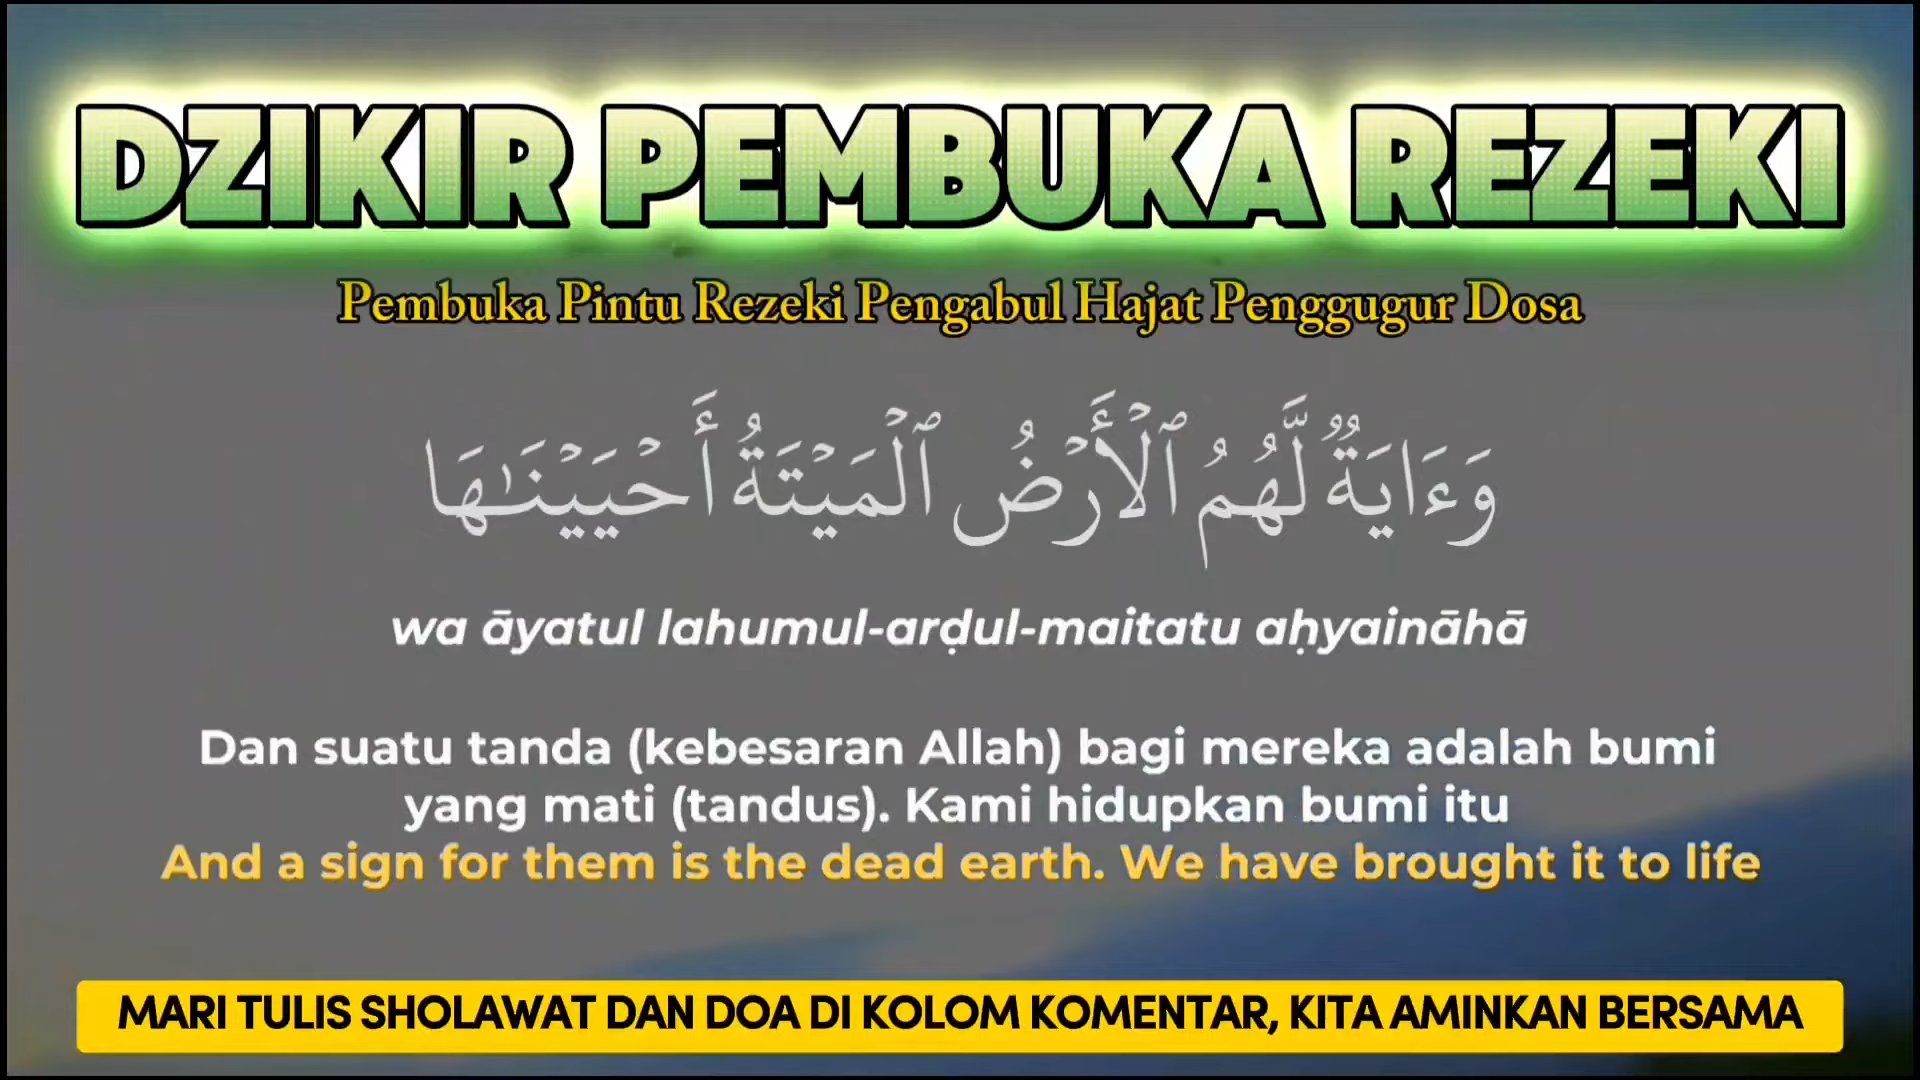 DZIKIR PEMBUKA REZEKI
Pembuka Pintu Rezeki Pengabul Hajat Penggugur Dosa
وَءَايَةٌ لَّهُمُ ٱلْأَرْضُ ٱلْمَيْتَةُ أَحْيَيْنَـٰهَا
wa āyatul lahumul-arḍul-maitatu aḥyaināhā
Dan suatu tanda (kebesaran Allah) bagi mereka adalah bumi
yang mati (tandus). Kami hidupkan bumi itu
And a sign for them is the dead earth. We have brought it to life
MARI TULIS SHOLAWAT DAN DOA DI KOLOM KOMENTAR, KITA AMINKAN BERSAMA